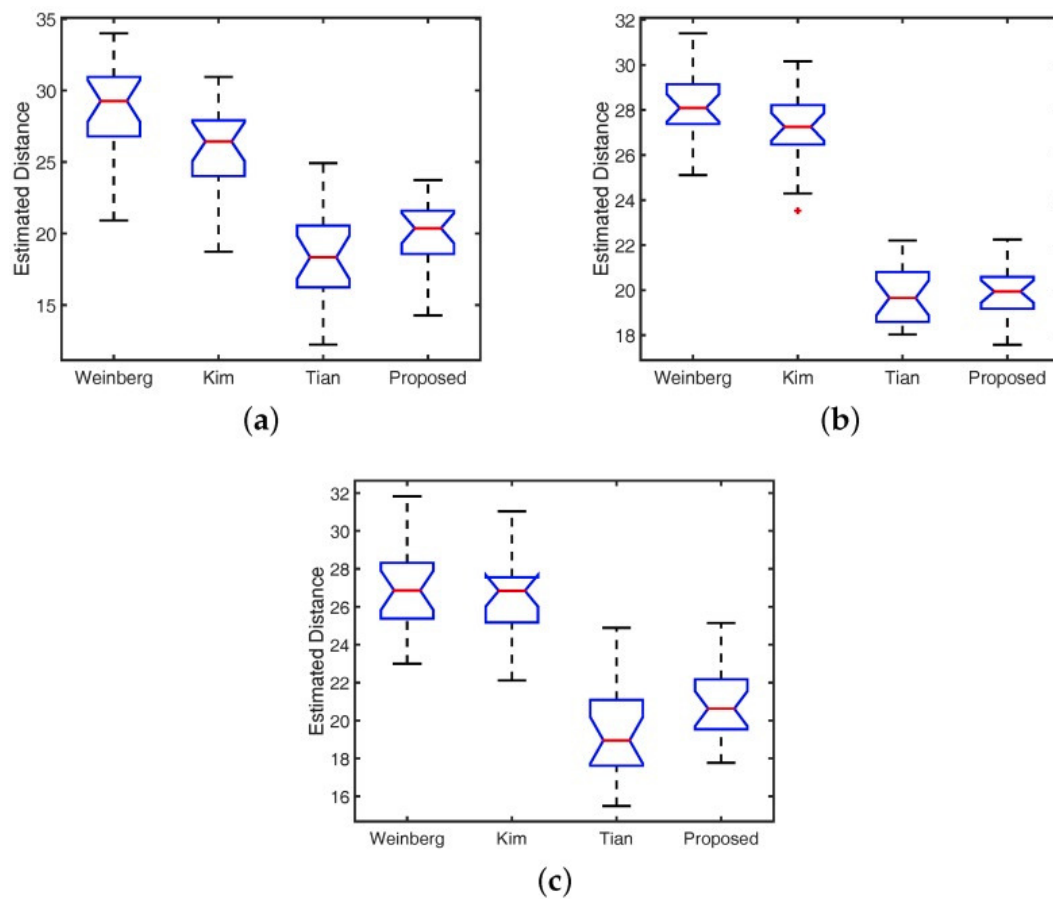 35
30
25
20
15
Estimated Distance
Weinberg Kim Tian Proposed
(a)
32
30
28
26
24
22
20
18
Estimated Distance
Weinberg Kim Tian Proposed
(b)
32
30
28
26
24
22
20
18
16
Estimated Distance
Weinberg Kim Tian Proposed
(c)